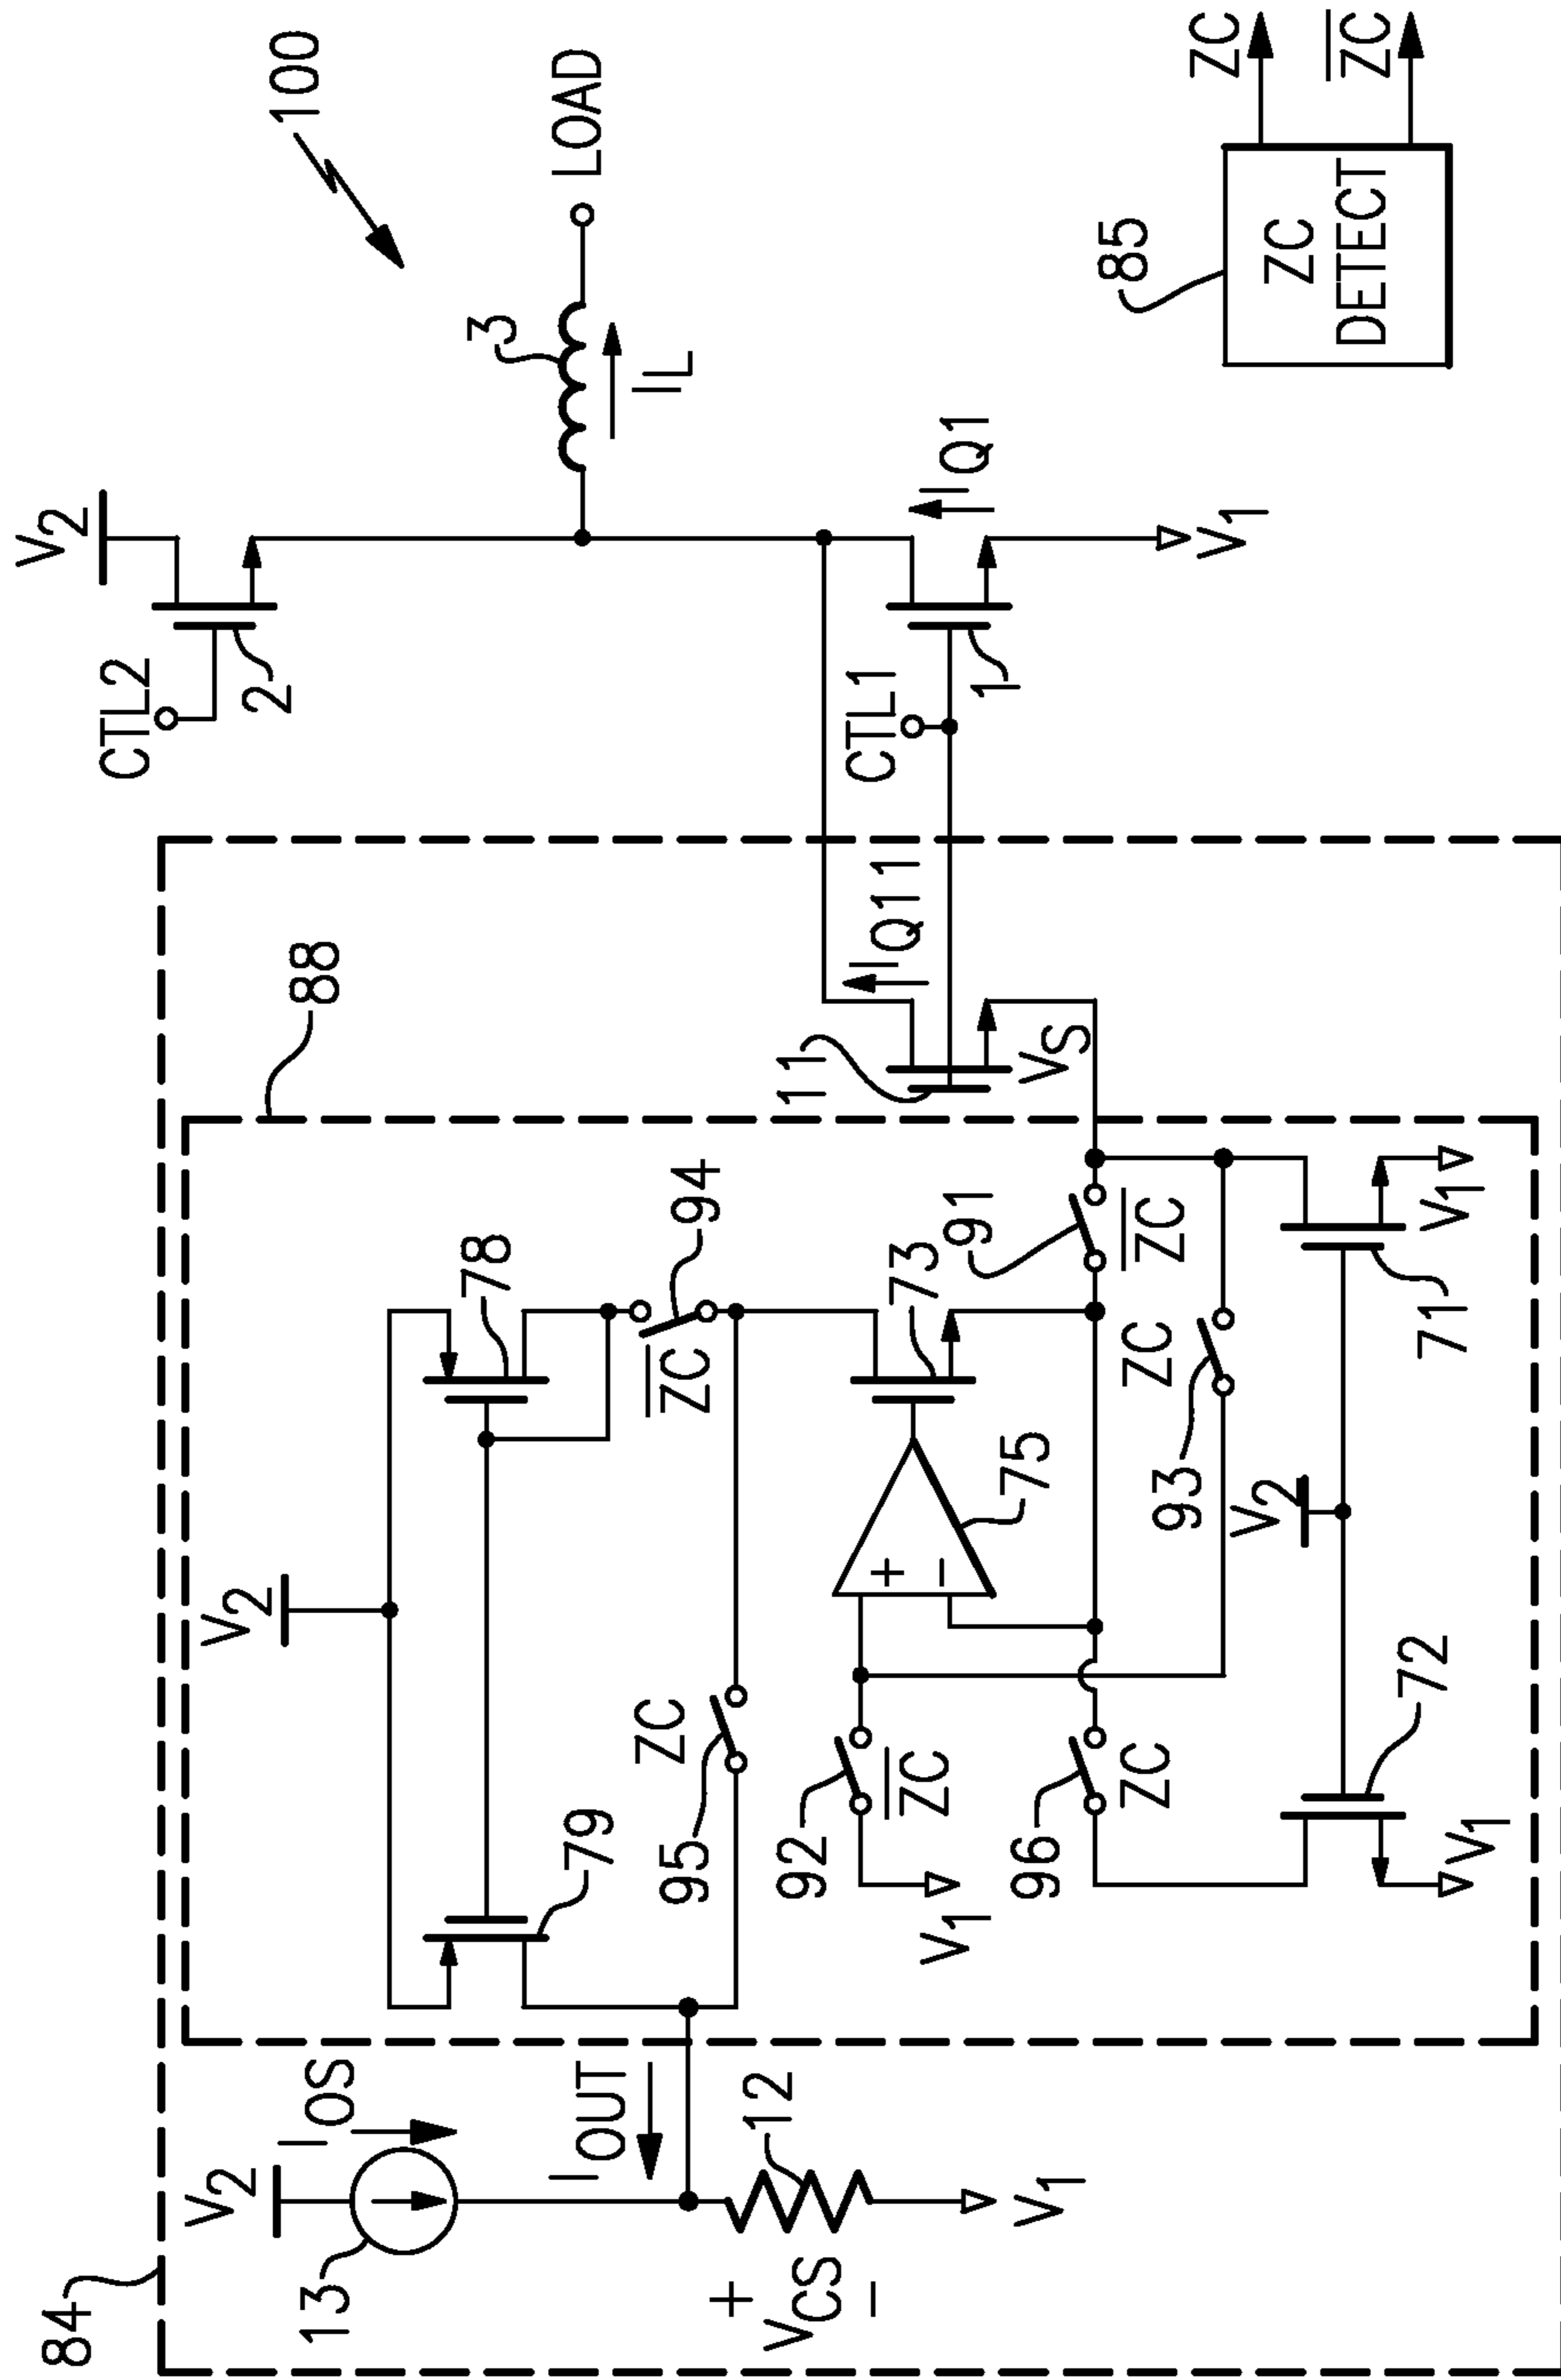 100
V2
CTL2
2
3
LOAD
IL
84
88
V2
IOS
13
V2
78
79
94
ZC
ZC
95
IOUT
12
+
VCS
−
V1
11
IQ11
CTL1
1
IQ1
V1
VS
73
91
ZC
+
−
75
92
ZC
V1
96
ZC
ZC
93
V2
72
V1
71
V1
85
ZC
DETECT
ZC
ZC